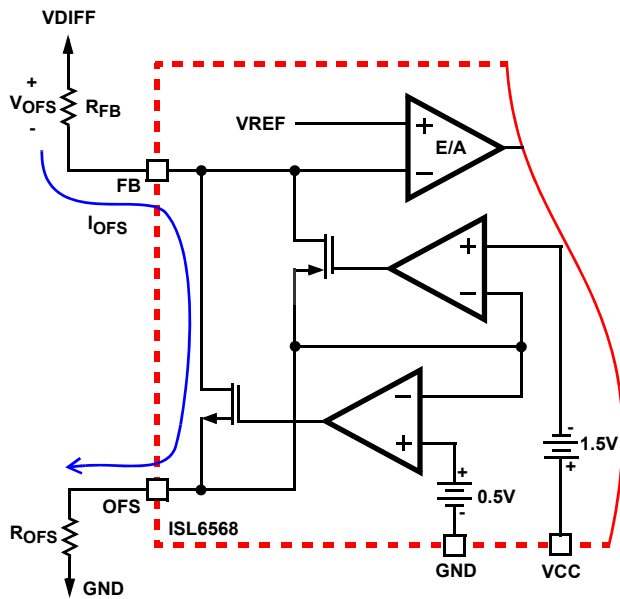 VDIFF
+
VOFS
-
RFB
VREF
+
E/A
−
FB
IOFS
+
−
−
+
-
1.5V
+
+
0.5V
-
OFS
ISL6568
ROFS
GND
GND
VCC